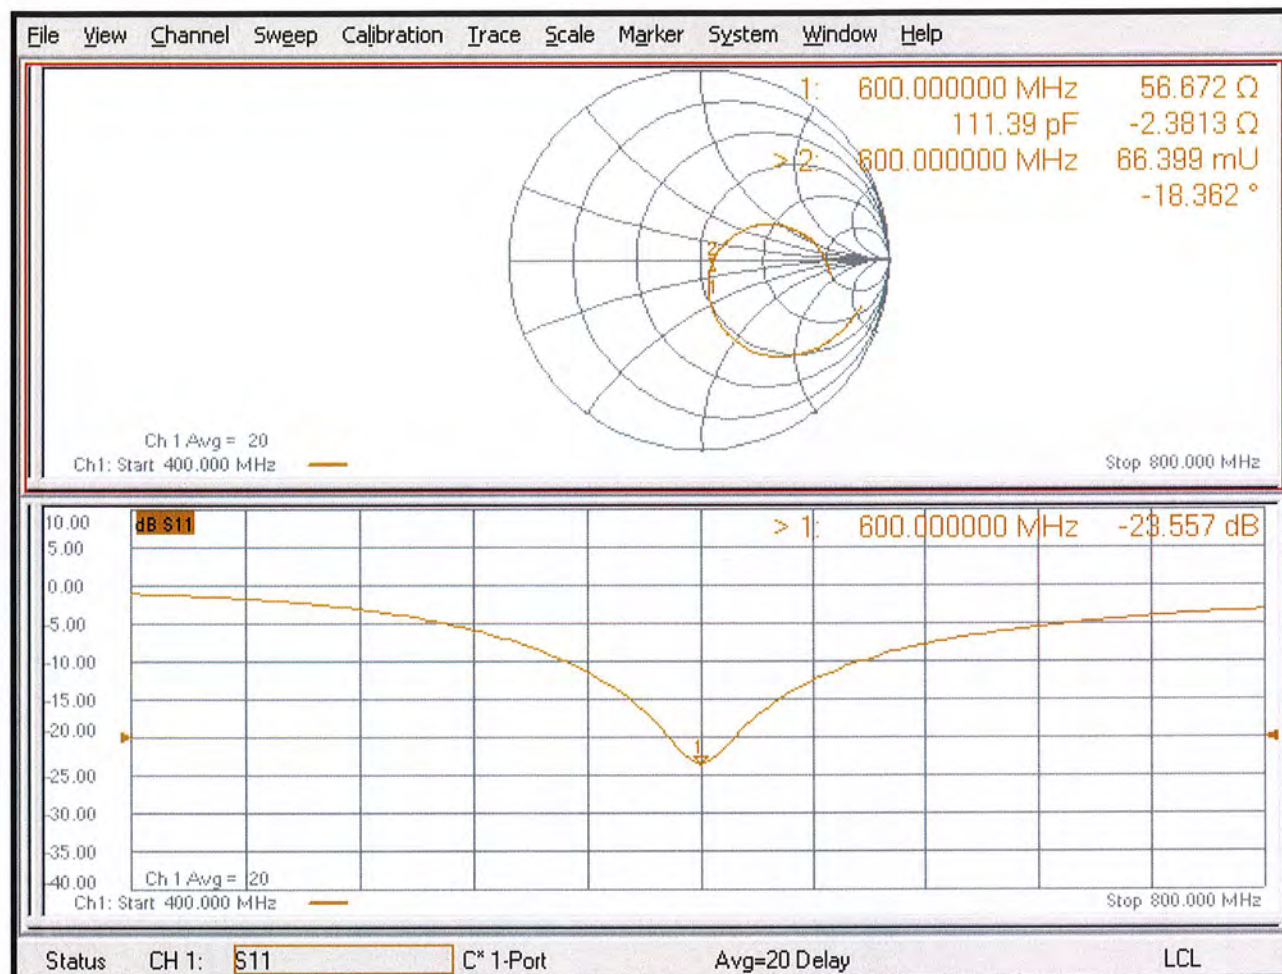 File View Channel Sweep Calibration Trace Scale Marker System Window Help
1: 600.000000 MHz 56.672 Ω
111.39 pF -2.3813 Ω
> 2: 600.000000 MHz 66.399 mU
-18.362 °
2
1
Ch 1 Avg = 20
Ch1: Start 400.000 MHz
Stop 800.000 MHz
10.00
dB S11
> 1: 600.000000 MHz -23.557 dB
5.00
0.00
-5.00
-10.00
-15.00
-20.00
1
-25.00
-30.00
-35.00
-40.00
Ch 1 Avg = 20
Ch1: Start 400.000 MHz
Stop 800.000 MHz
Status CH 1: S11 C* 1-Port Avg=20 Delay LCL